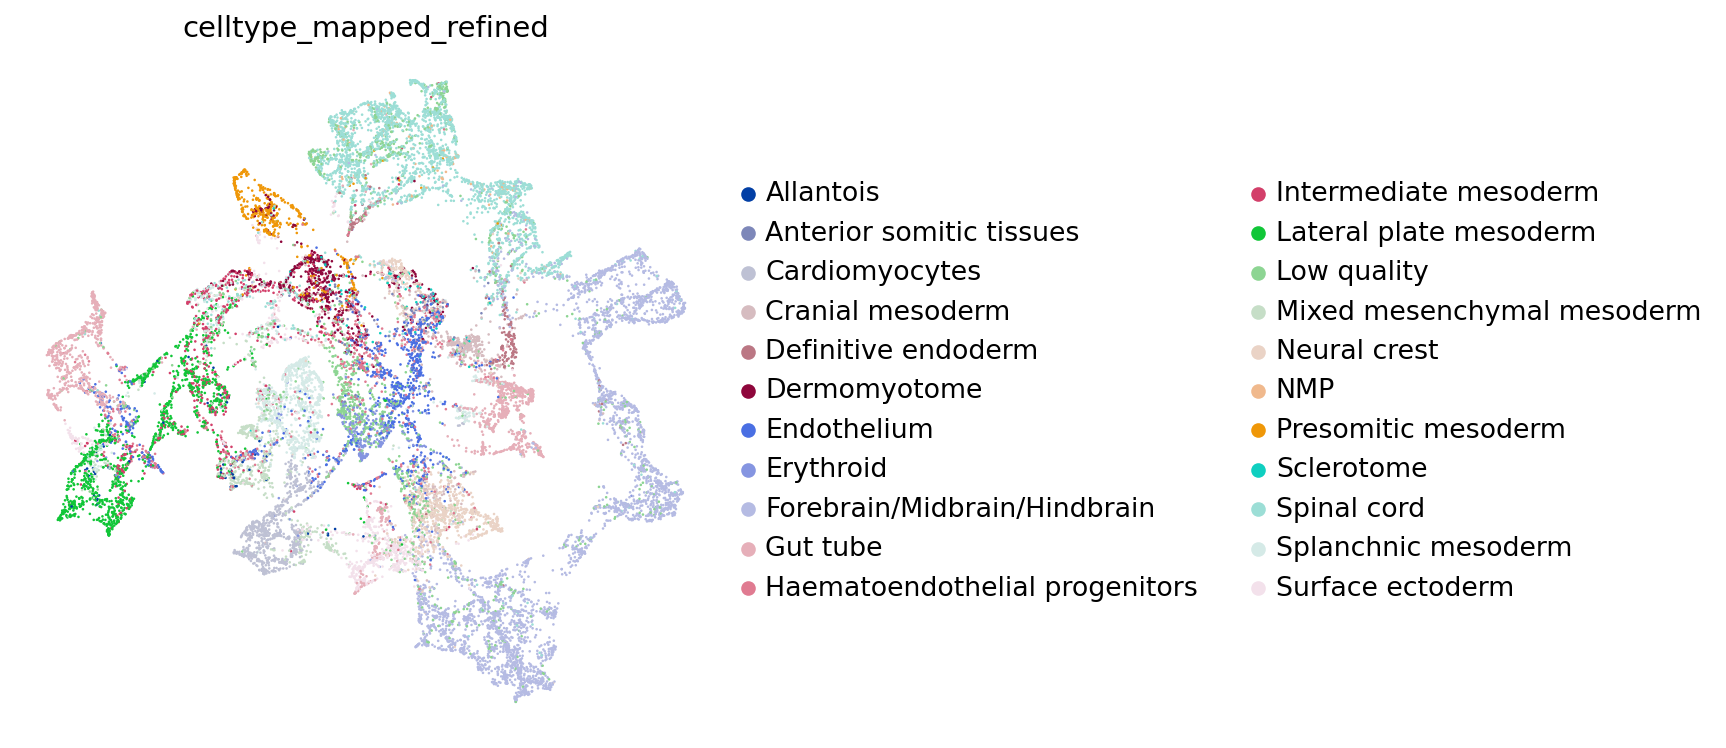 celltype_mapped_refined
Allantois
Anterior somitic tissues
Cardiomyocytes
Cranial mesoderm
Definitive endoderm
Dermomyotome
Endothelium
Erythroid
Forebrain/Midbrain/Hindbrain
Gut tube
Haematoendothelial progenitors
Intermediate mesoderm
Lateral plate mesoderm
Low quality
Mixed mesenchymal mesoderm
Neural crest
NMP
Presomitic mesoderm
Sclerotome
Spinal cord
Splanchnic mesoderm
Surface ectoderm